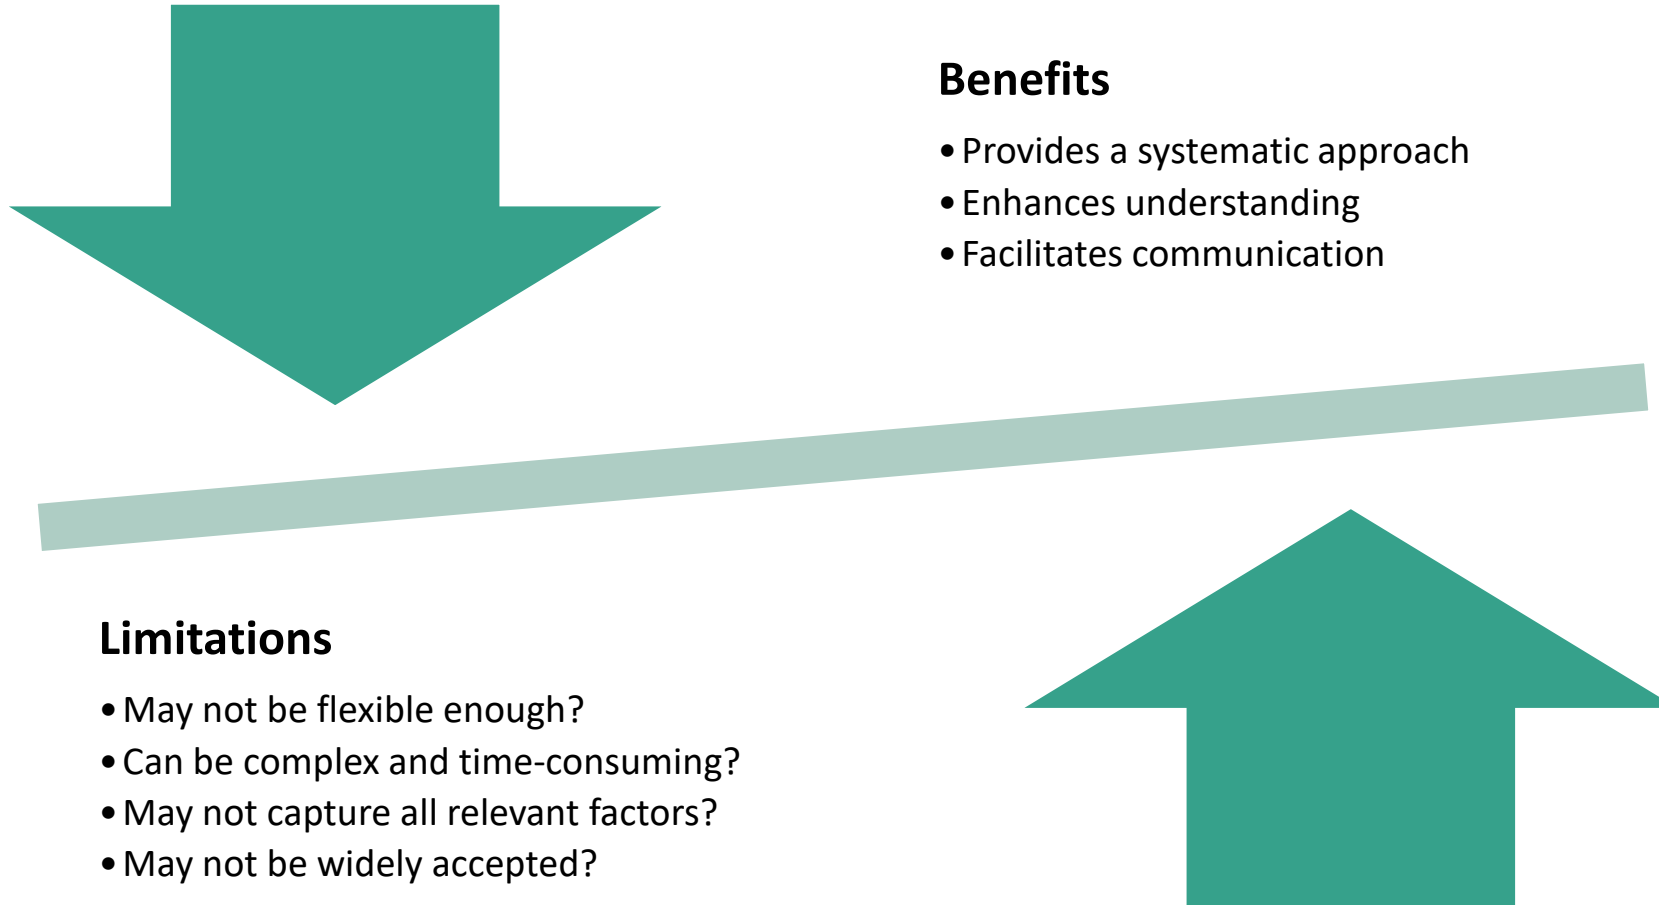 Benefits
• Provides a systematic approach
• Enhances understanding
• Facilitates communication
Limitations
• May not be flexible enough?
• Can be complex and time-consuming?
• May not capture all relevant factors?
• May not be widely accepted?